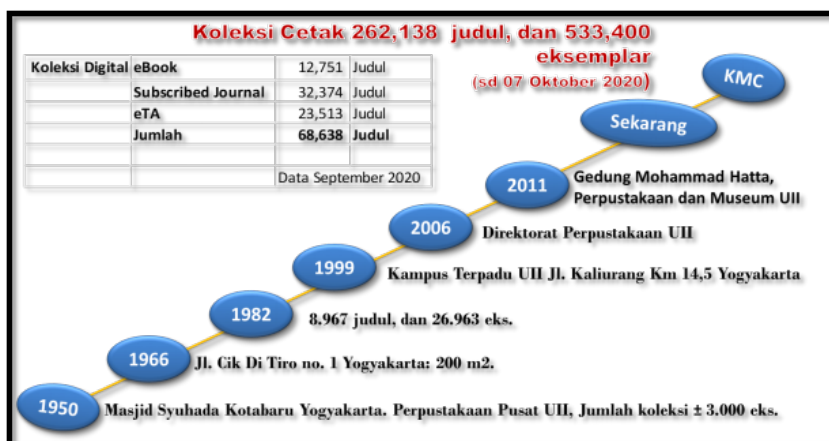 Koleksi Cetak 262,138 judul, dan 533,400
eksemplar
(sd 07 Oktober 2020)
Koleksi Digital eBook 12,751 Judul
Subscribed Journal 32,374 Judul
eTA 23,513 Judul
Jumlah 68,638 Judul
Data September 2020
KMC
Sekarang
2011
Gedung Mohammad Hatta,
Perpustakaan dan Museum UII
2006
Direktorat Perpustakaan UII
1999
Kampus Terpadu UII Jl. Kaliurang Km 14,5 Yogyakarta
1982
8.967 judul, dan 26.963 eks.
1966
Jl. Cik Di Tiro no. 1 Yogyakarta: 200 m2.
1950
Masjid Syuhada Kotabaru Yogyakarta. Perpustakaan Pusat UII, Jumlah koleksi ± 3.000 eks.